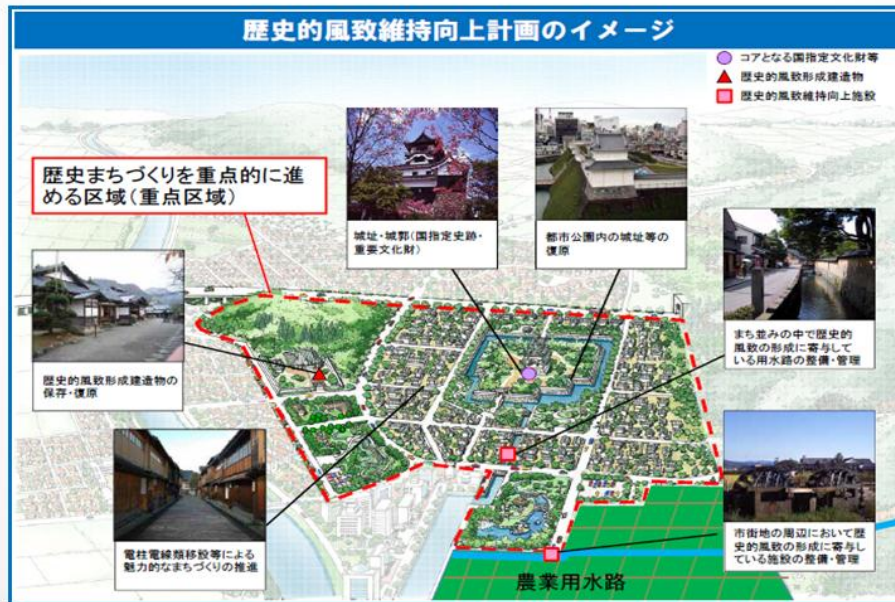 歴史的風致維持向上計画のイメージ
コアとなる国指定文化財等
歴史的風致形成建造物
歴史的風致維持向上施設
歴史まちづくりを重点的に進
める区域(重点区域)
城址・城郭(国指定史跡・
重要文化財)
都市公園内の城址等の
復原
まち並みの中で歴史的
風致の形成に寄与して
いる用水路の整備・管理
歴史的風致形成建造物の
保存・復原
電柱電線類移設等による
魅力的なまちづくりの推進
市街地の周辺において歴
史的風致の形成に寄与し
ている施設の整備・管理
農業用水路